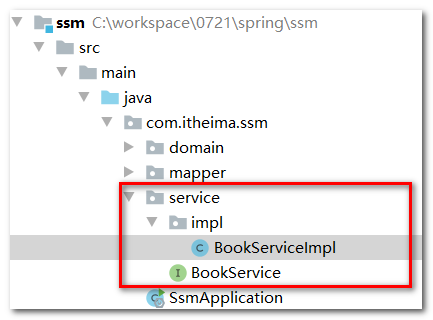 ssm C:\workspace\0721\spring\ssm
src
main
java
com.itheima.ssm
domain
mapper
service
impl
C BookServiceImpl
I BookService
SsmApplication